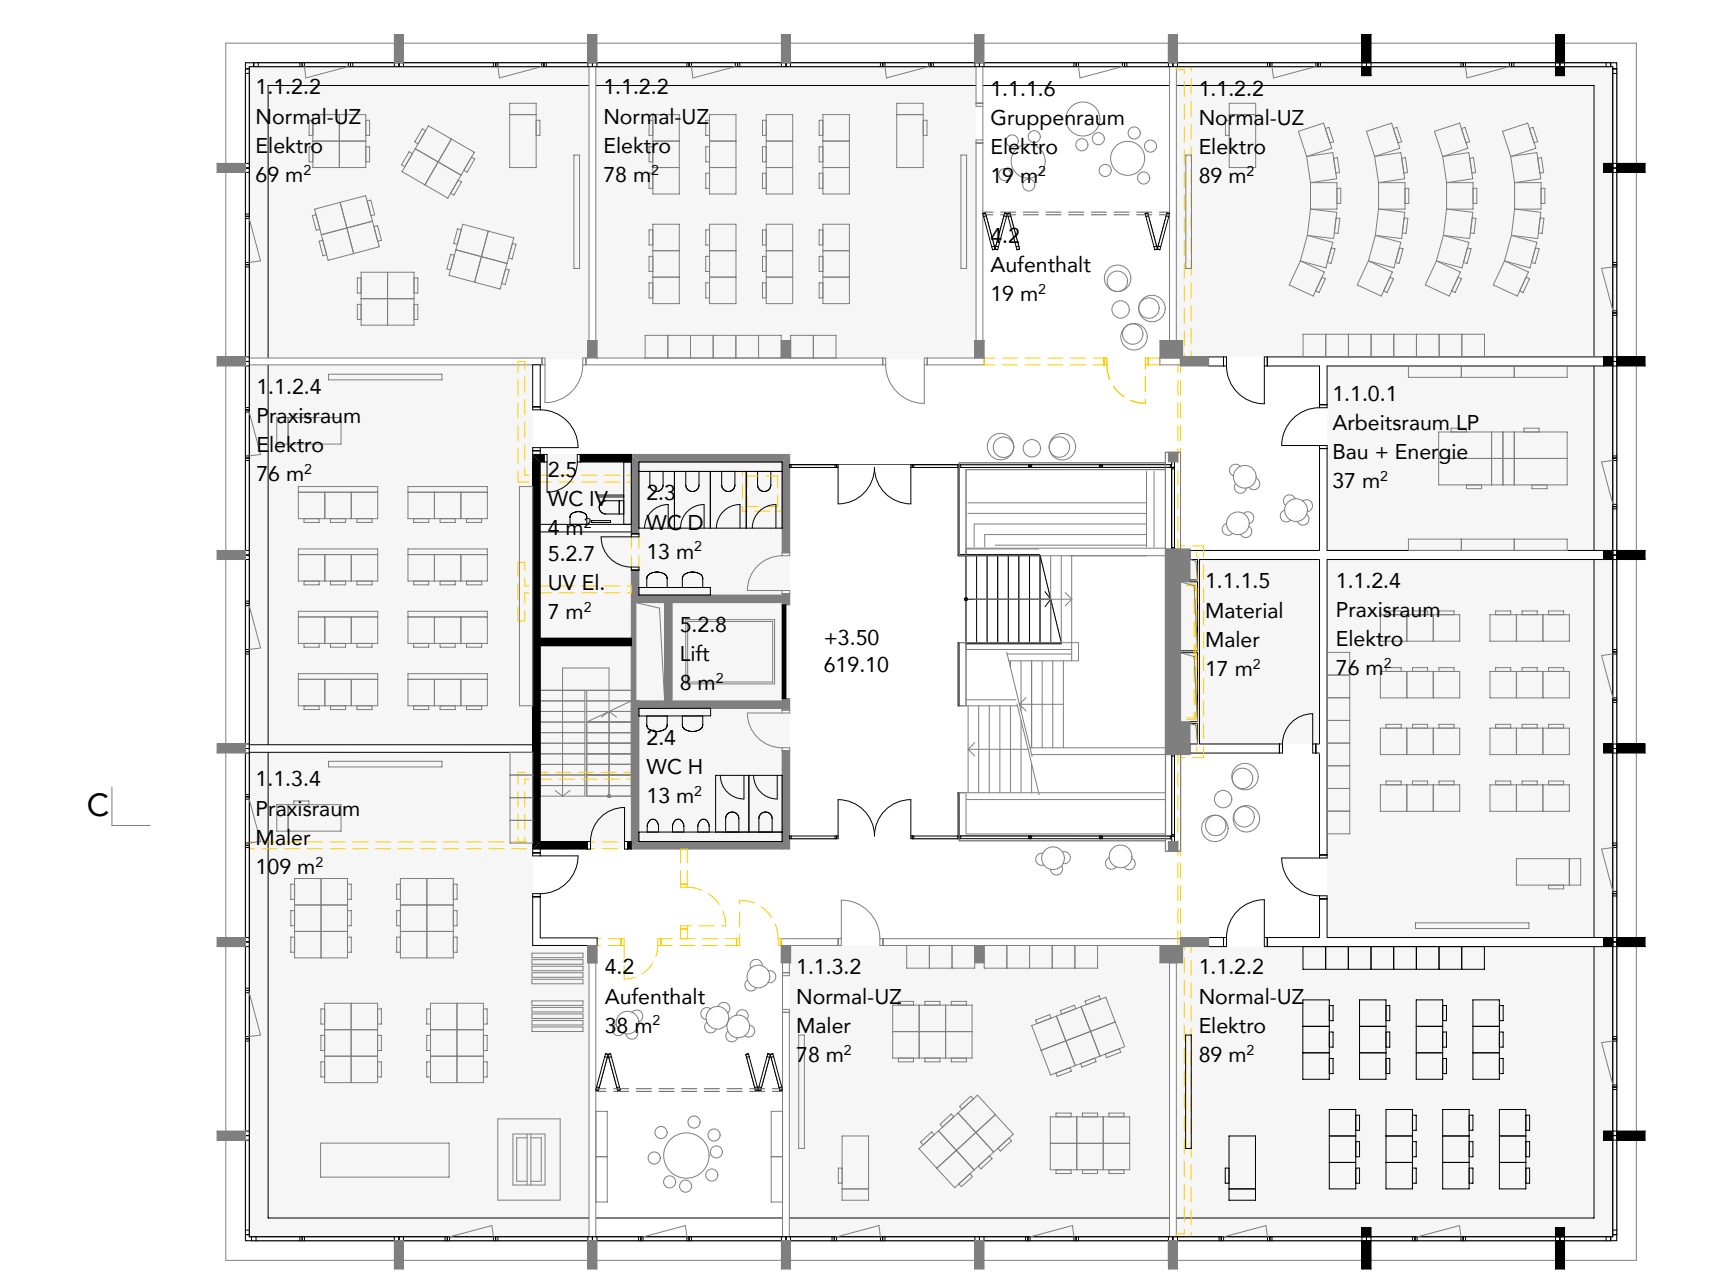 1.1.2.2
Normal-UZ
Elektro
69 m²
1.1.2.2
Normal-UZ
Elektro
78 m²
1.1.1.6
Gruppenraum
Elektro
19 m²
4.2
Aufenthalt
19 m²
1.1.2.2
Normal-UZ
Elektro
89 m²
1.1.2.4
Praxisraum
Elektro
76 m²
1.1.0.1
Arbeitsraum LP
Bau + Energie
37 m²
2.5
WC IV
4 m²
5.2.7
UV El.
7 m²
2.3
WC D
13 m²
5.2.8
Lift
8 m²
+3.50
619.10
1.1.1.5
Material
Maler
17 m²
1.1.2.4
Praxisraum
Elektro
76 m²
2.4
WC H
13 m²
C
1.1.3.4
Praxisraum
Maler
109 m²
4.2
Aufenthalt
38 m²
1.1.3.2
Normal-UZ
Maler
78 m²
1.1.2.2
Normal-UZ
Elektro
89 m²